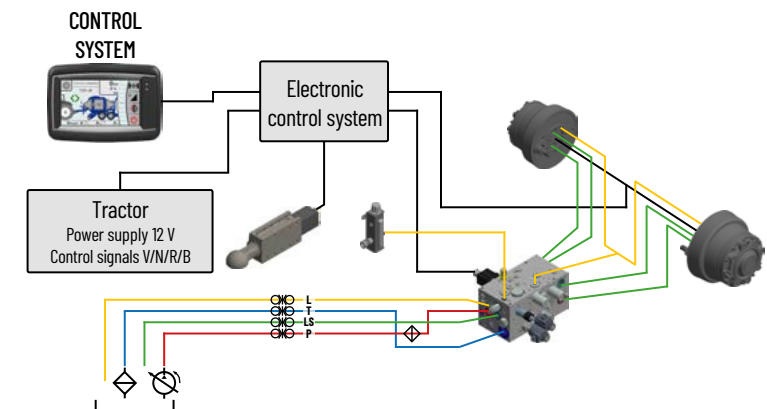 CONTROL
SYSTEM
Electronic
control system
Tractor
Power supply 12 V
Control signals V/N/R/B
L
T
LS
P